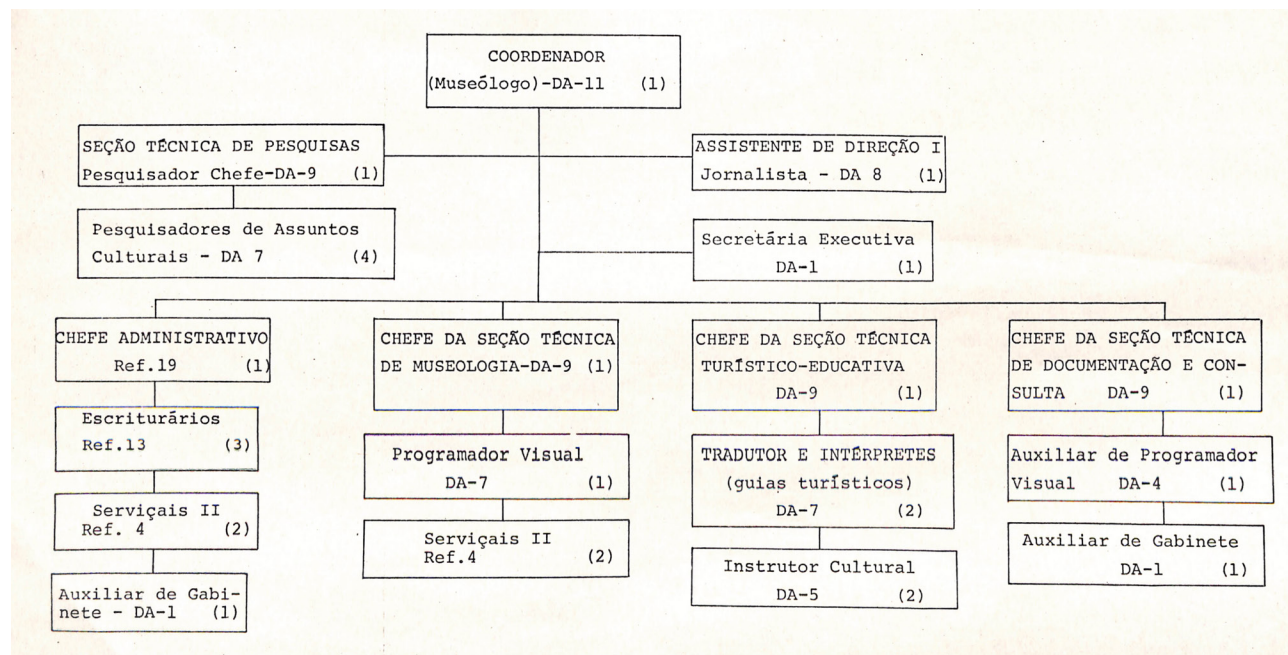 COORDENADOR
(Museólogo)-DA-11 (1)
SEÇÃO TÉCNICA DE PESQUISAS
Pesquisador Chefe-DA-9 (1)
ASSISTENTE DE DIREÇÃO I
Jornalista - DA 8 (1)
Pesquisadores de Assuntos
Culturais - DA 7 (4)
Secretária Executiva
DA-1 (1)
CHEFE ADMINISTRATIVO
Ref.19 (1)
Escriturários
Ref.13 (3)
Serviçais II
Ref. 4 (2)
Auxiliar de Gabi-
nete - DA-1 (1)
CHEFE DA SEÇÃO TÉCNICA
DE MUSEOLOGIA-DA-9 (1)
Programador Visual
DA-7 (1)
Serviçais II
Ref.4 (2)
CHEFE DA SEÇÃO TÉCNICA
TURÍSTICO-EDUCATIVA
DA-9 (1)
TRADUTOR E INTÉRPRETES
(guias turísticos)
DA-7 (2)
Instrutor Cultural
DA-5 (2)
CHEFE DA SEÇÃO TÉCNICA
DE DOCUMENTAÇÃO E CON-
SULTA DA-9 (1)
Auxiliar de Programador
Visual DA-4 (1)
Auxiliar de Gabinete
DA-1 (1)